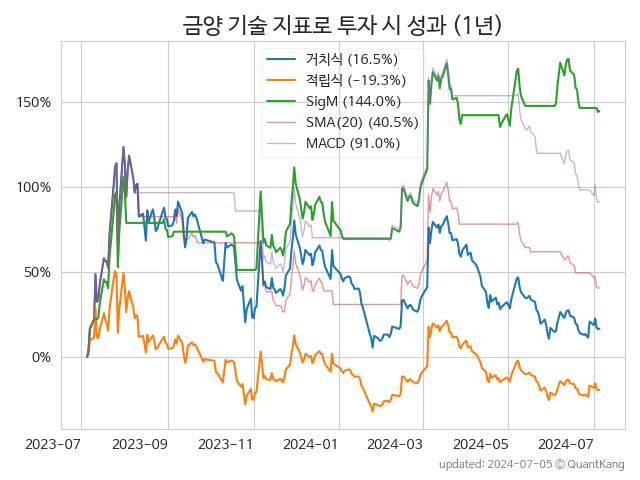 금양 기술 지표로 투자 시 성과 (1년)
거치식 (16.5%)
적립식 (−19.3%)
SigM (144.0%)
SMA(20) (40.5%)
MACD (91.0%)
150%
100%
50%
0%
2023-07 2023-09 2023-11 2024-01 2024-03 2024-05 2024-07
updated: 2024-07-05 © QuantKang